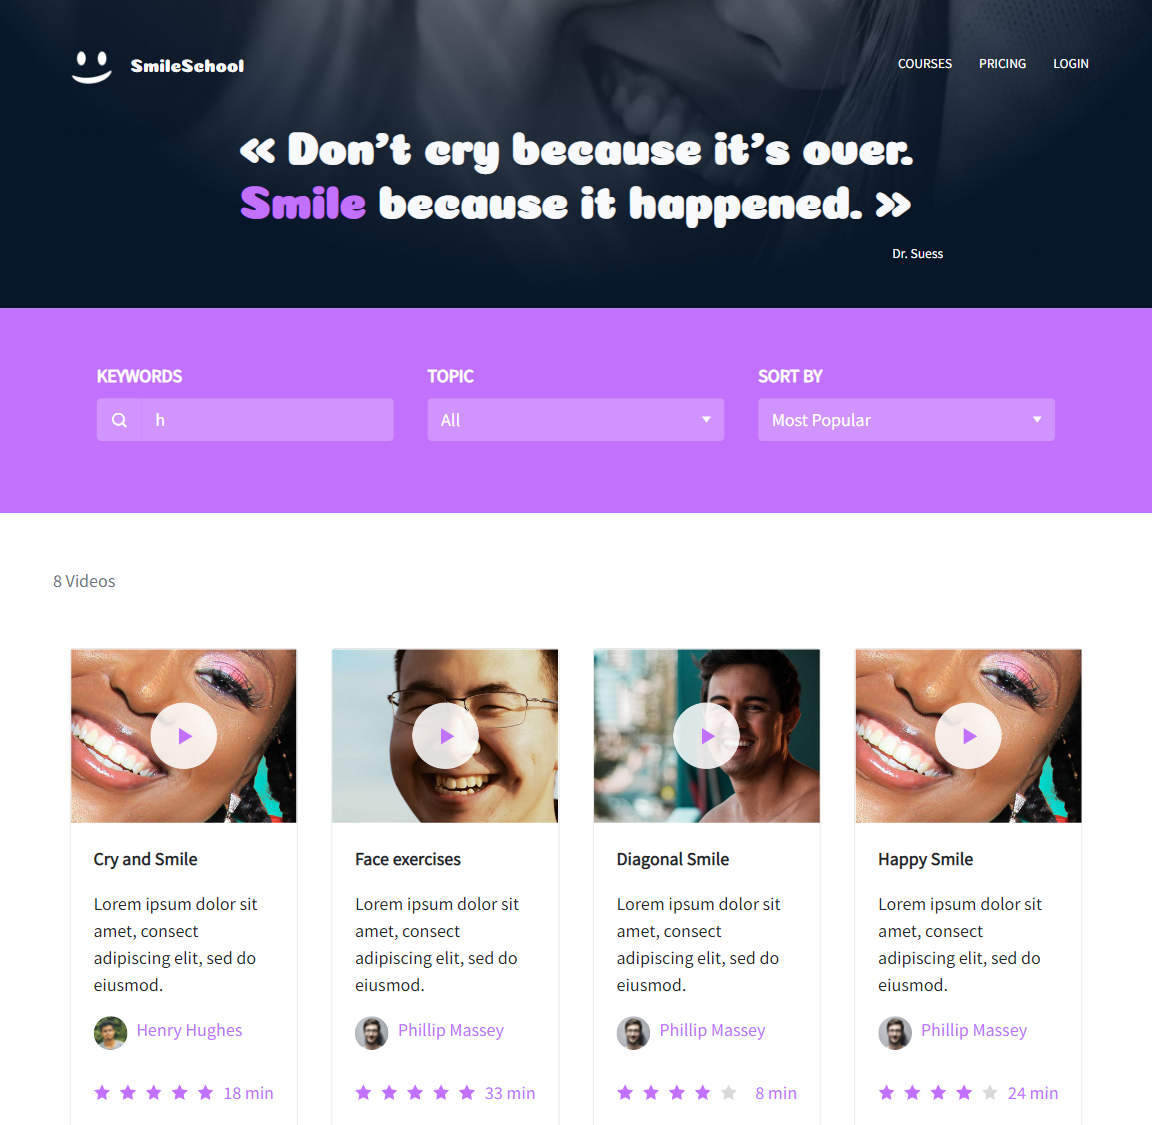 SmileSchool
COURSES PRICING LOGIN
« Don’t cry because it’s over.
Smile because it happened. »
Dr. Suess
KEYWORDS TOPIC SORT BY
h All Most Popular
8 Videos
Cry and Smile
Lorem ipsum dolor sit
amet, consect
adipiscing elit, sed do
eiusmod.
Henry Hughes
18 min
Face exercises
Lorem ipsum dolor sit
amet, consect
adipiscing elit, sed do
eiusmod.
Phillip Massey
33 min
Diagonal Smile
Lorem ipsum dolor sit
amet, consect
adipiscing elit, sed do
eiusmod.
Phillip Massey
8 min
Happy Smile
Lorem ipsum dolor sit
amet, consect
adipiscing elit, sed do
eiusmod.
Phillip Massey
24 min